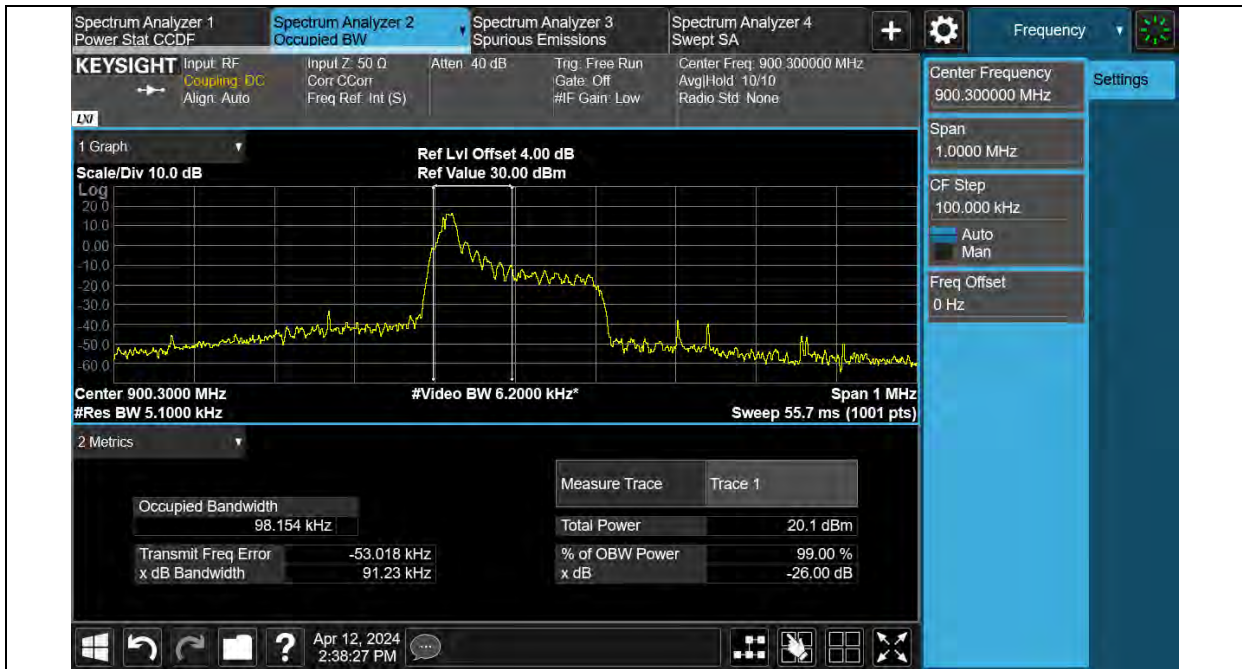 Spectrum Analyzer 1
Power Stat CCDF
Spectrum Analyzer 2
Occupied BW
Spectrum Analyzer 3
Spurious Emissions
Spectrum Analyzer 4
Swept SA
+
Frequency
KEYSIGHT
Input: RF
Coupling: DC
Align: Auto
Input Z: 50 Ω
Corr CCorr
Freq Ref: Int (S)
Atten: 40 dB
Trig: Free Run
Gate: Off
#IF Gain: Low
Center Freq: 900.300000 MHz
Avg|Hold: 10/10
Radio Std: None
LXI
Center Frequency
900.300000 MHz
Settings
Span
1.0000 MHz
CF Step
100.000 kHz
Auto
Man
Freq Offset
0 Hz
1 Graph
Scale/Div 10.0 dB
Ref Lvl Offset 4.00 dB
Ref Value 30.00 dBm
Log
20.0
10.0
0.00
-10.0
-20.0
-30.0
-40.0
-50.0
-60.0
Center 900.3000 MHz
#Video BW 6.2000 kHz*
Span 1 MHz
#Res BW 5.1000 kHz
Sweep 55.7 ms (1001 pts)
2 Metrics
Measure Trace
Trace 1
Occupied Bandwidth
98.154 kHz
Total Power
20.1 dBm
Transmit Freq Error
-53.018 kHz
% of OBW Power
99.00 %
x dB Bandwidth
91.23 kHz
x dB
-26.00 dB
?
Apr 12, 2024
2:38:27 PM